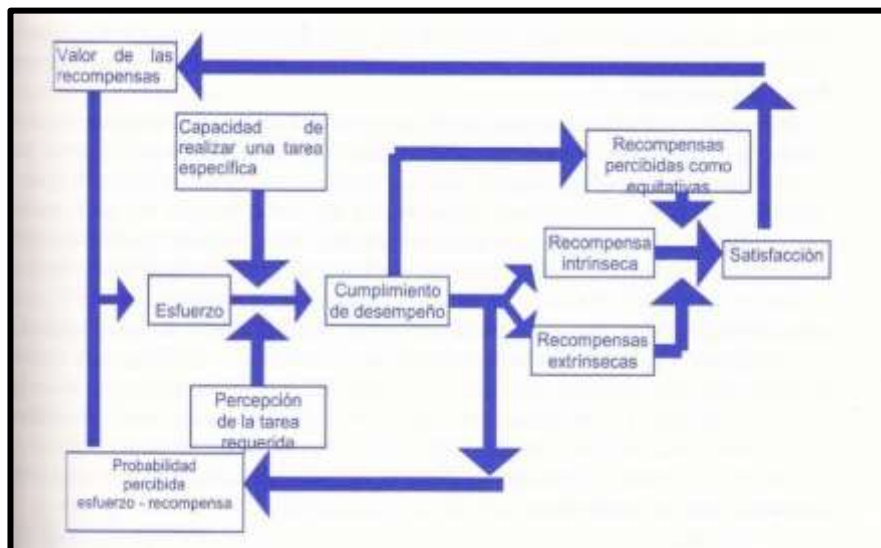 Valor de las
recompensas
Capacidad de
realizar una tarea
específica
Recompensas
percibidas como
equitativas
Recompensa
intrínseca
Satisfacción
Esfuerzo
Cumplimiento
de desempeño
Recompensas
extrínsecas
Percepción
de la tarea
requerida
Probabilidad
percibida
esfuerzo - recompensa